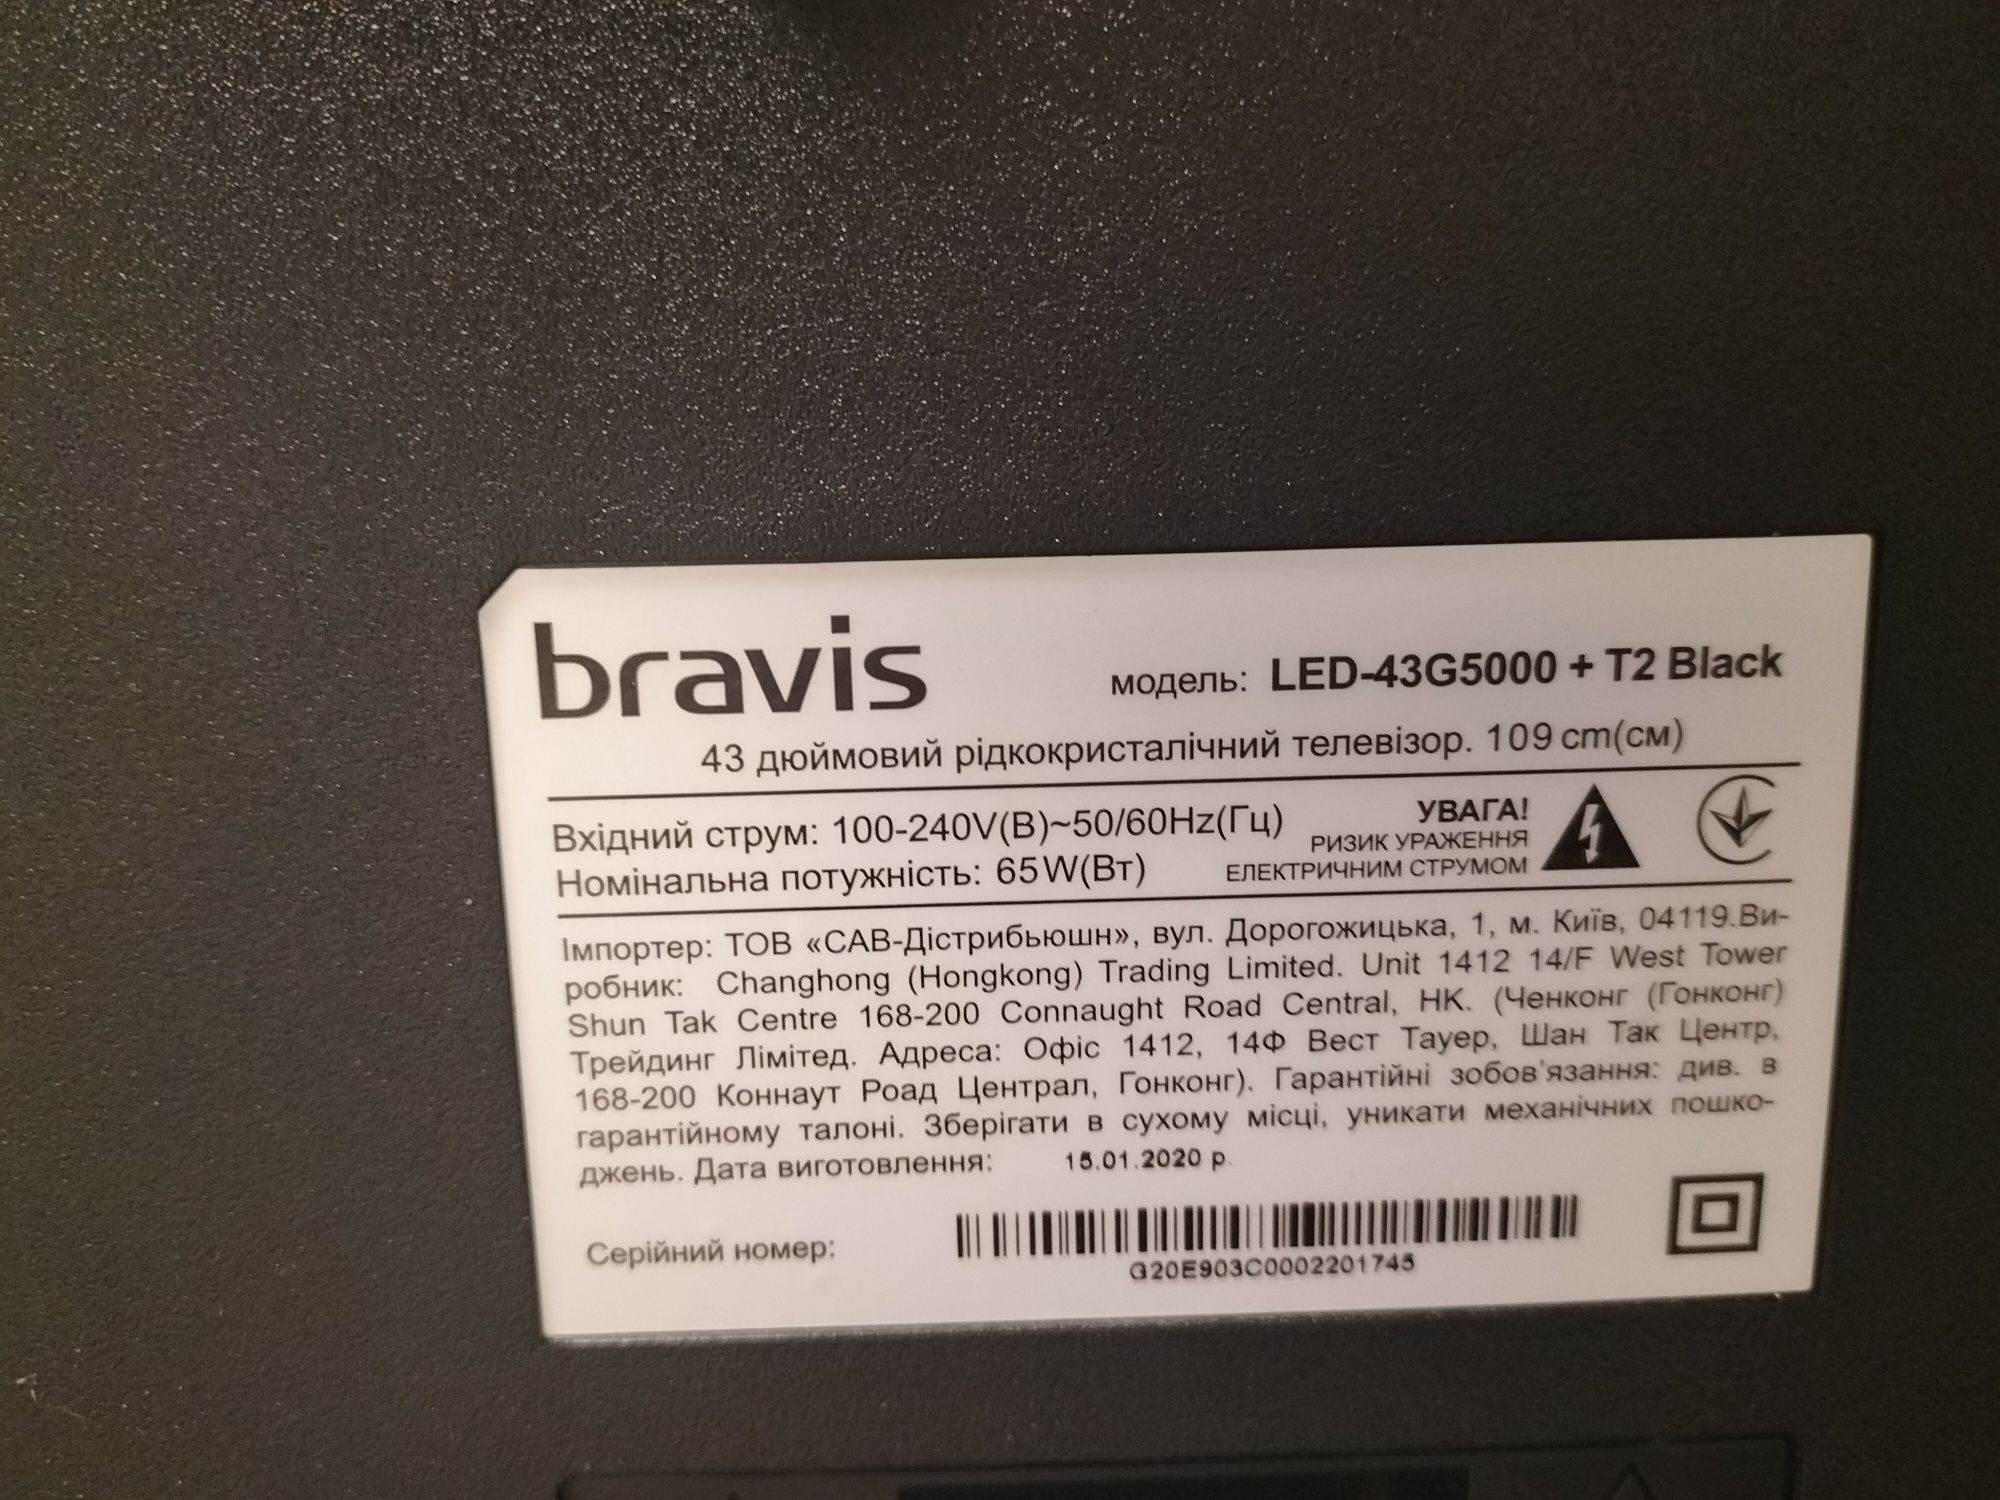 bravis
модель: LED-43G5000 + T2 Black
43 дюймовий рідкокристалічний телевізор. 109 cm(см)
Вхідний струм: 100-240V(В)~50/60Hz(Гц)
Номінальна потужність: 65W(Вт)
УВАГА!
РИЗИК УРАЖЕННЯ
ЕЛЕКТРИЧНИМ СТРУМОМ
Імпортер: ТОВ «САВ-Дістрибьюшн», вул. Дорогожицька, 1, м. Київ, 04119.Ви-
робник: Changhong (Hongkong) Trading Limited. Unit 1412 14/F West Tower
Shun Tak Centre 168-200 Connaught Road Central, HK. (Ченконг (Гонконг)
Трейдинг Лімітед. Адреса: Офіс 1412, 14Ф Вест Тауер, Шан Так Центр,
168-200 Коннаут Роад Централ, Гонконг). Гарантійні зобов'язання: див. в
гарантійному талоні. Зберігати в сухому місці, уникати механічних пошко-
джень. Дата виготовлення: 15.01.2020 р.
Серійний номер:
G20E903C0002201745